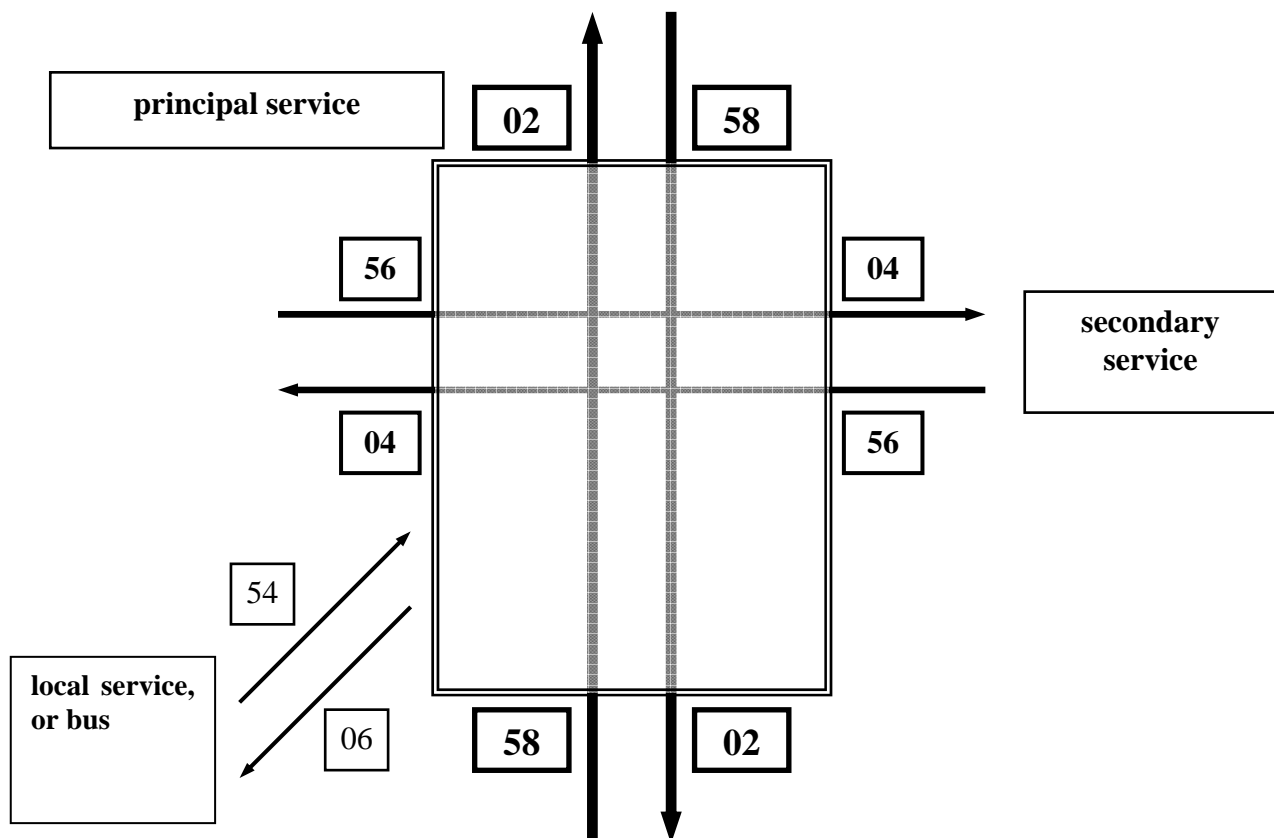 principal service
02
58
56
04
secondary
service
04
56
54
local service,
or bus
06
58
02